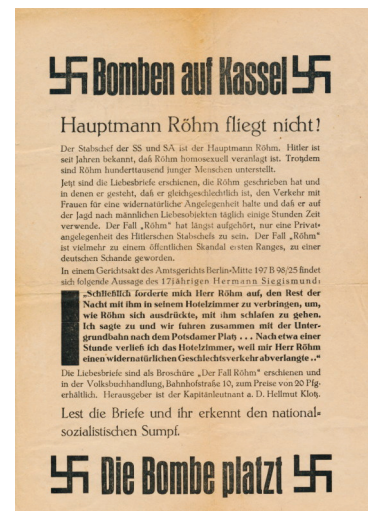 Bomben auf Kassel
Hauptmann Röhm fliegt nicht!
Der Stabschef der SS und SA ist der Hauptmann Röhm. Hitler ist
seit Jahren bekannt, daß Röhm homosexuell veranlagt ist. Trotzdem
sind Röhm hunderttausend junger Menschen unterstellt.
Jetzt sind die Liebesbriefe erschienen, die Röhm geschrieben hat und
in denen er gesteht, daß er gleichgeschlechtlich ist, den Verkehr mit
Frauen für eine widernatürliche Angelegenheit halte und daß er auf
der Jagd nach männlichen Liebesobjekten täglich einige Stunden Zeit
verwende. Der Fall „Röhm“ hat längst aufgehört, nur eine Privat-
angelegenheit des Hitlerschen Stabschefs zu sein. Der Fall „Röhm“
ist vielmehr zu einem öffentlichen Skandal ersten Ranges, zu einer
deutschen Schande geworden.
In einem Gerichtsakt des Amtsgerichts Berlin-Mitte 197 B 98/25 findet
sich folgende Aussage des 17jährigen Hermann Siegismund:
„Schließlich forderte mich Herr Röhm auf, den Rest der
Nacht mit ihm in seinem Hotelzimmer zu verbringen, um,
wie Röhm sich ausdrückte, mit ihm schlafen zu gehen.
Ich sagte zu und wir fuhren zusammen mit der Unter-
grundbahn nach dem Potsdamer Platz . . . Nach etwa einer
Stunde verließ ich das Hotelzimmer, weil mir Herr Röhm
einen widernatürlichen Geschlechtsverkehr abverlangte ..“
Die Liebesbriefe sind als Broschüre „Der Fall Röhm“ erschienen und
in der Volksbuchhandlung, Bahnhofstraße 10, zum Preise von 20 Pfg.
erhältlich. Herausgeber ist der Kapitänleutnant a. D. Hellmut Klotz.
Lest die Briefe und ihr erkennt den national-
sozialistischen Sumpf.
Die Bombe platzt